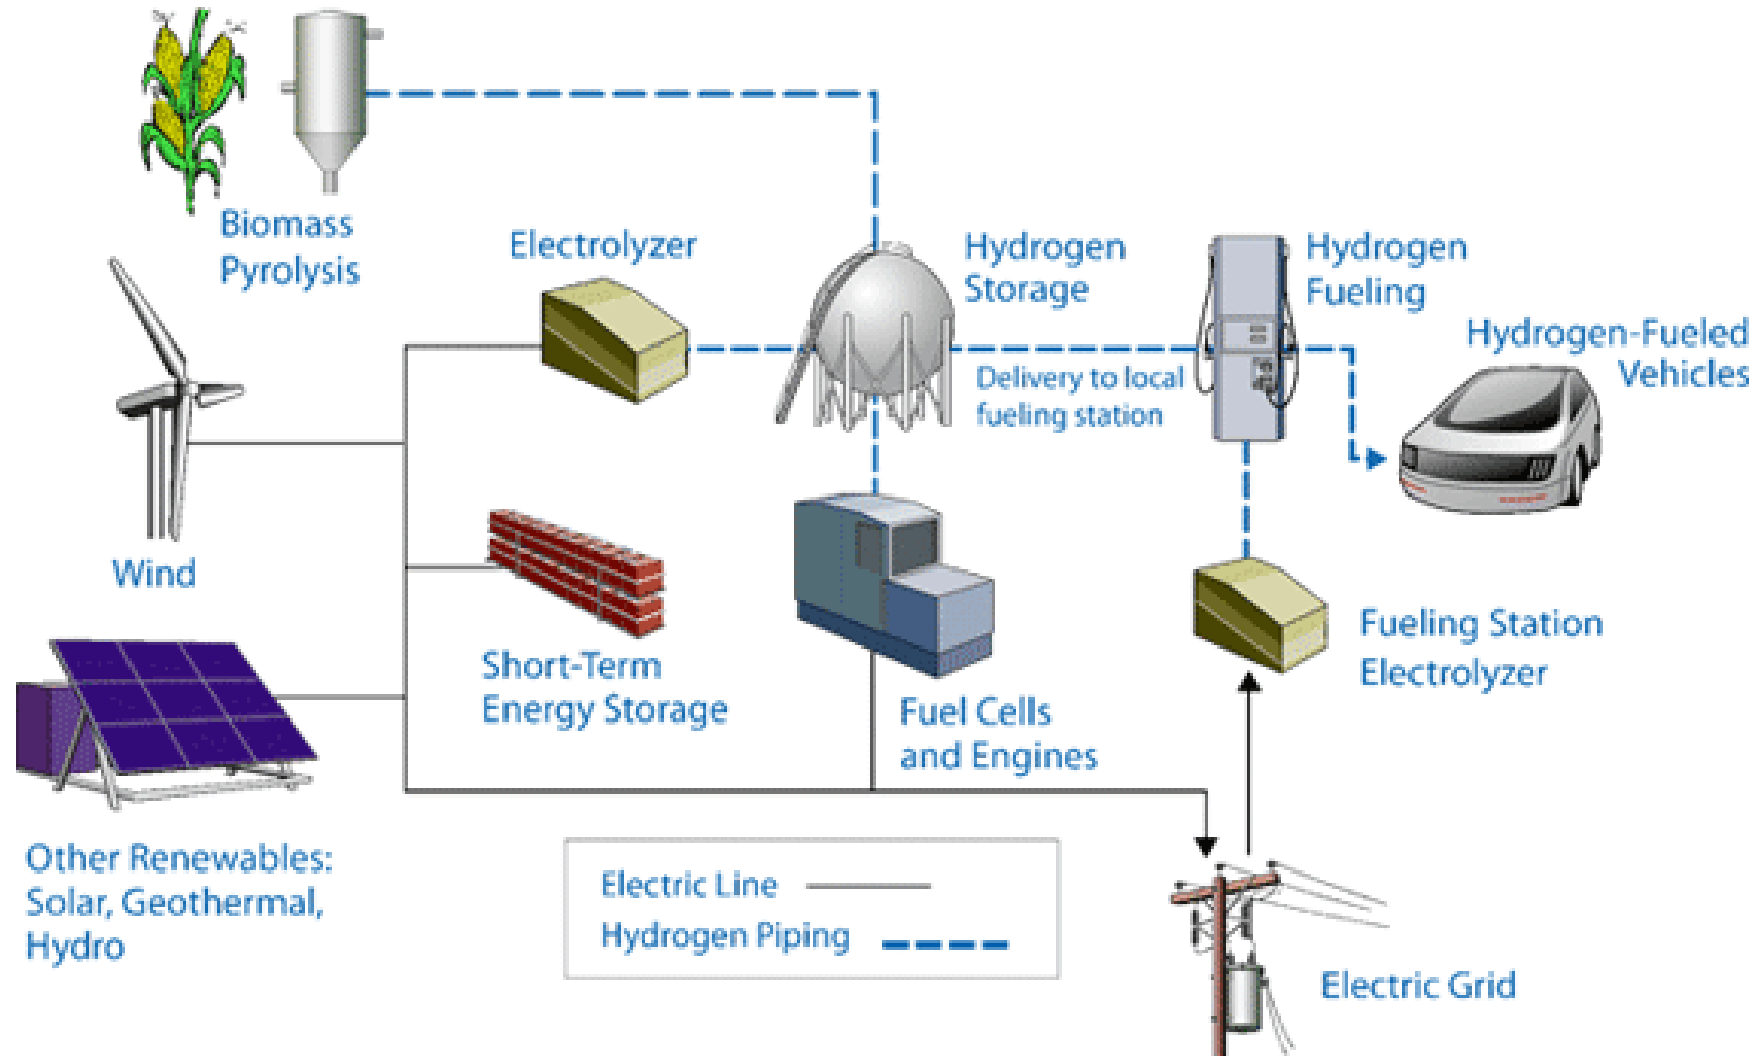 Biomass
Pyrolysis
Electrolyzer
Hydrogen
Storage
Hydrogen
Fueling
Hydrogen-Fueled
Vehicles
Delivery to local
fueling station
Wind
Short-Term
Energy Storage
Fuel Cells
and Engines
Fueling Station
Electrolyzer
Other Renewables:
Solar, Geothermal,
Hydro
Electric Line
Hydrogen Piping
Electric Grid